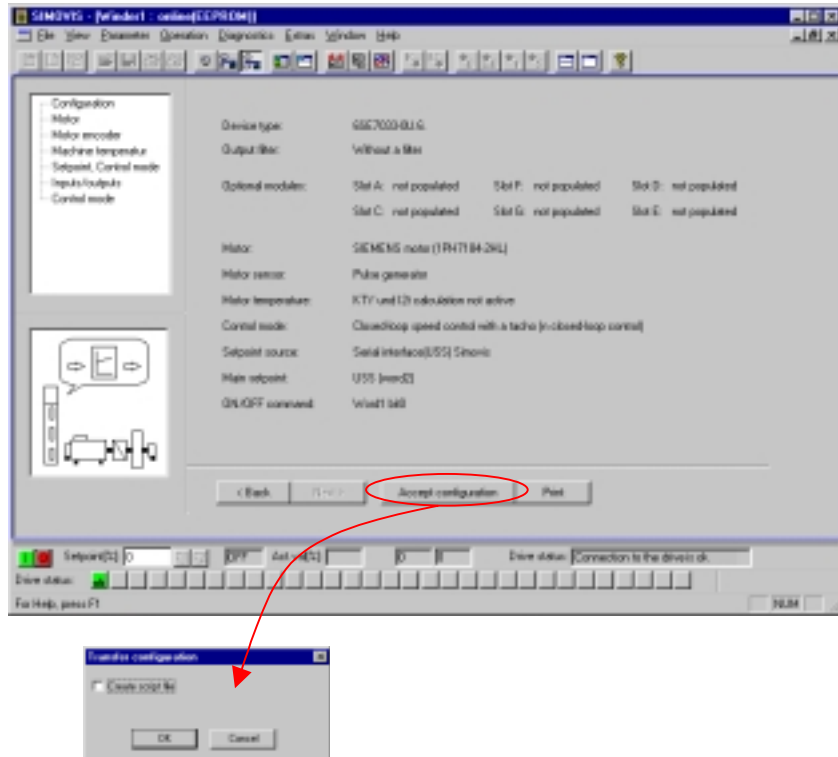 SIMOVIS - [Winder1 : online(EEPROM)]
File View Parameter Operation Diagnostics Extras Window Help
Configuration
Motor
Motor encoder
Machine temperatur
Setpoint, Control mode
Inputs/outputs
Control mode
Device type:
Output filter: Without a filter
Optional modules: Slot A: not populated Slot F: not populated Slot D: not populated
Slot C: not populated Slot G: not populated Slot E: not populated
Motor: SIEMENS motor (1PH7184-2HL)
Motor sensor: Pulse generator
Motor temperature: KTY und I2t calculation not active
Control mode: Closed-loop speed control with a tacho (n closed-loop control)
Setpoint source: Serial interface(USS) Simovis
Main setpoint: USS (word2)
ON/OFF command: Word1 bit0
< Back Next > Accept configuration Print
Setpoint(%) 0 OFF Act.val(%) 0 Drive status: Connection to the drive is ok.
Drive status:
For Help, press F1 NUM
Transfer configuration
Create script file
OK Cancel